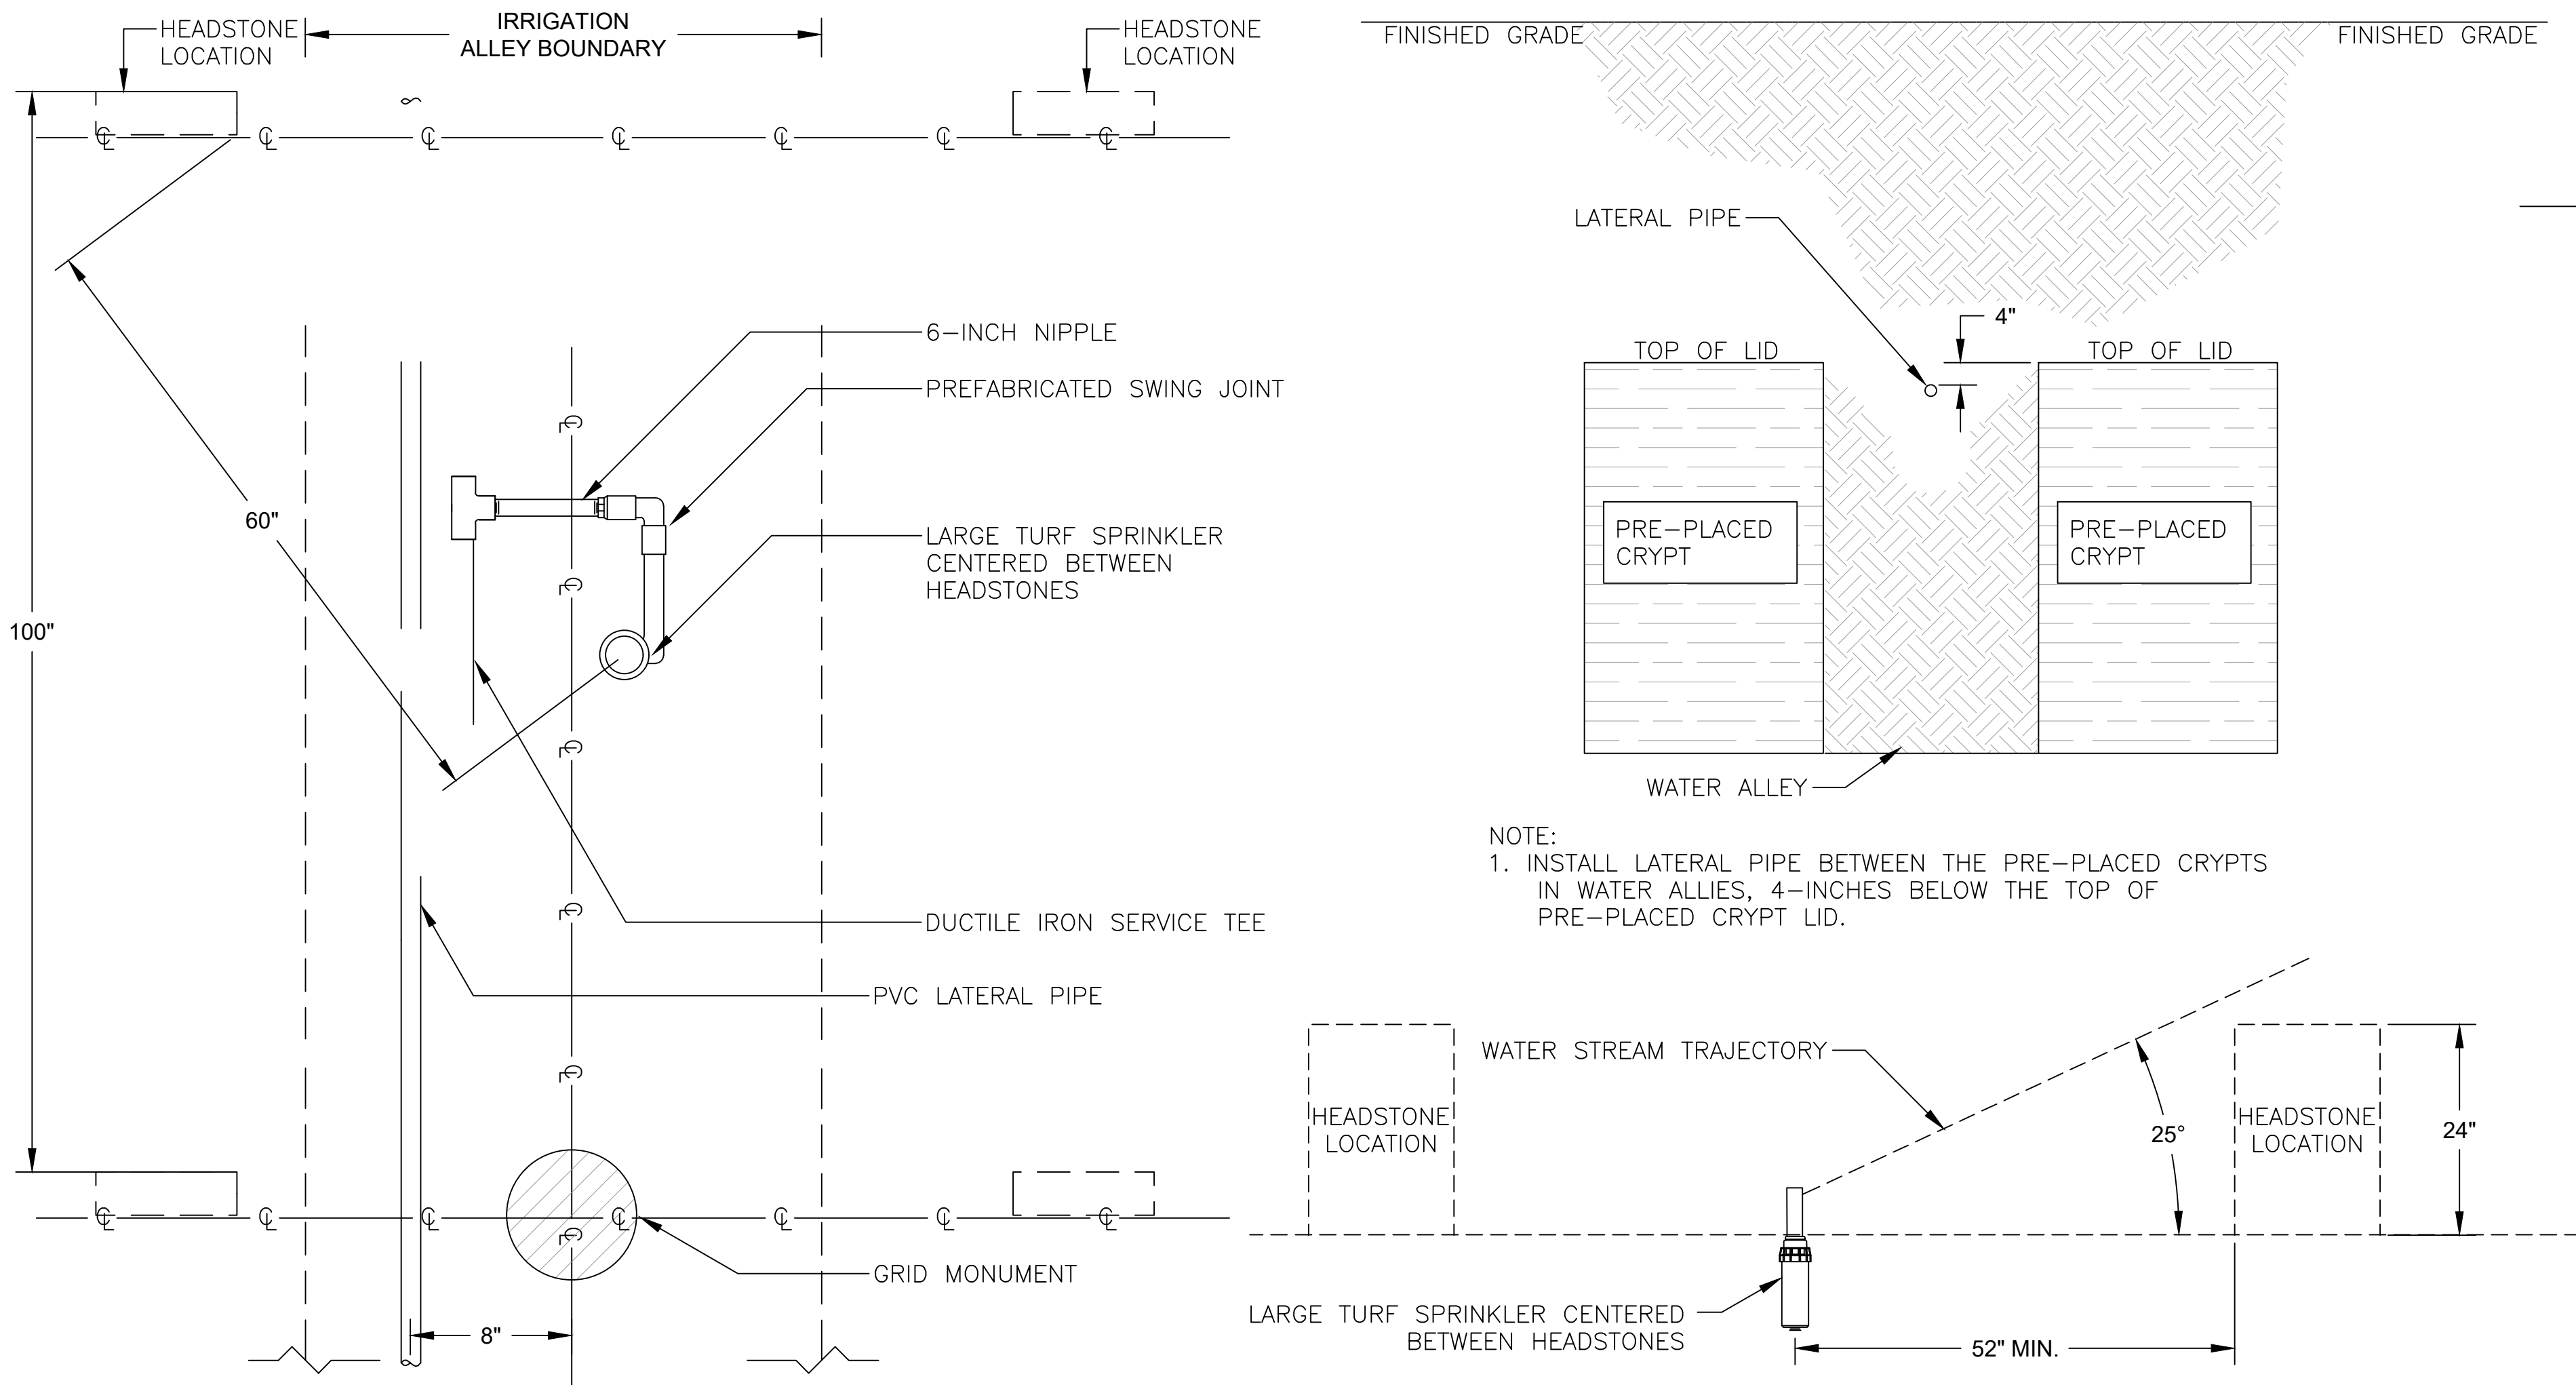 HEADSTONE
LOCATION
IRRIGATION
ALLEY BOUNDARY
HEADSTONE
LOCATION
℄ ℄ ℄ ℄ ℄ ℄ ℄
6-INCH NIPPLE
PREFABRICATED SWING JOINT
60"
LARGE TURF SPRINKLER
CENTERED BETWEEN
HEADSTONES
100"
DUCTILE IRON SERVICE TEE
PVC LATERAL PIPE
℄ ℄ ℄ ℄ ℄ ℄ ℄
GRID MONUMENT
8"
℄
℄
℄
℄
℄
℄
FINISHED GRADE
FINISHED GRADE
LATERAL PIPE
4"
TOP OF LID
TOP OF LID
PRE-PLACED
CRYPT
PRE-PLACED
CRYPT
WATER ALLEY
NOTE:
1. INSTALL LATERAL PIPE BETWEEN THE PRE-PLACED CRYPTS
IN WATER ALLIES, 4-INCHES BELOW THE TOP OF
PRE-PLACED CRYPT LID.
WATER STREAM TRAJECTORY
HEADSTONE
LOCATION
25°
HEADSTONE
LOCATION
24"
LARGE TURF SPRINKLER CENTERED
BETWEEN HEADSTONES
52" MIN.